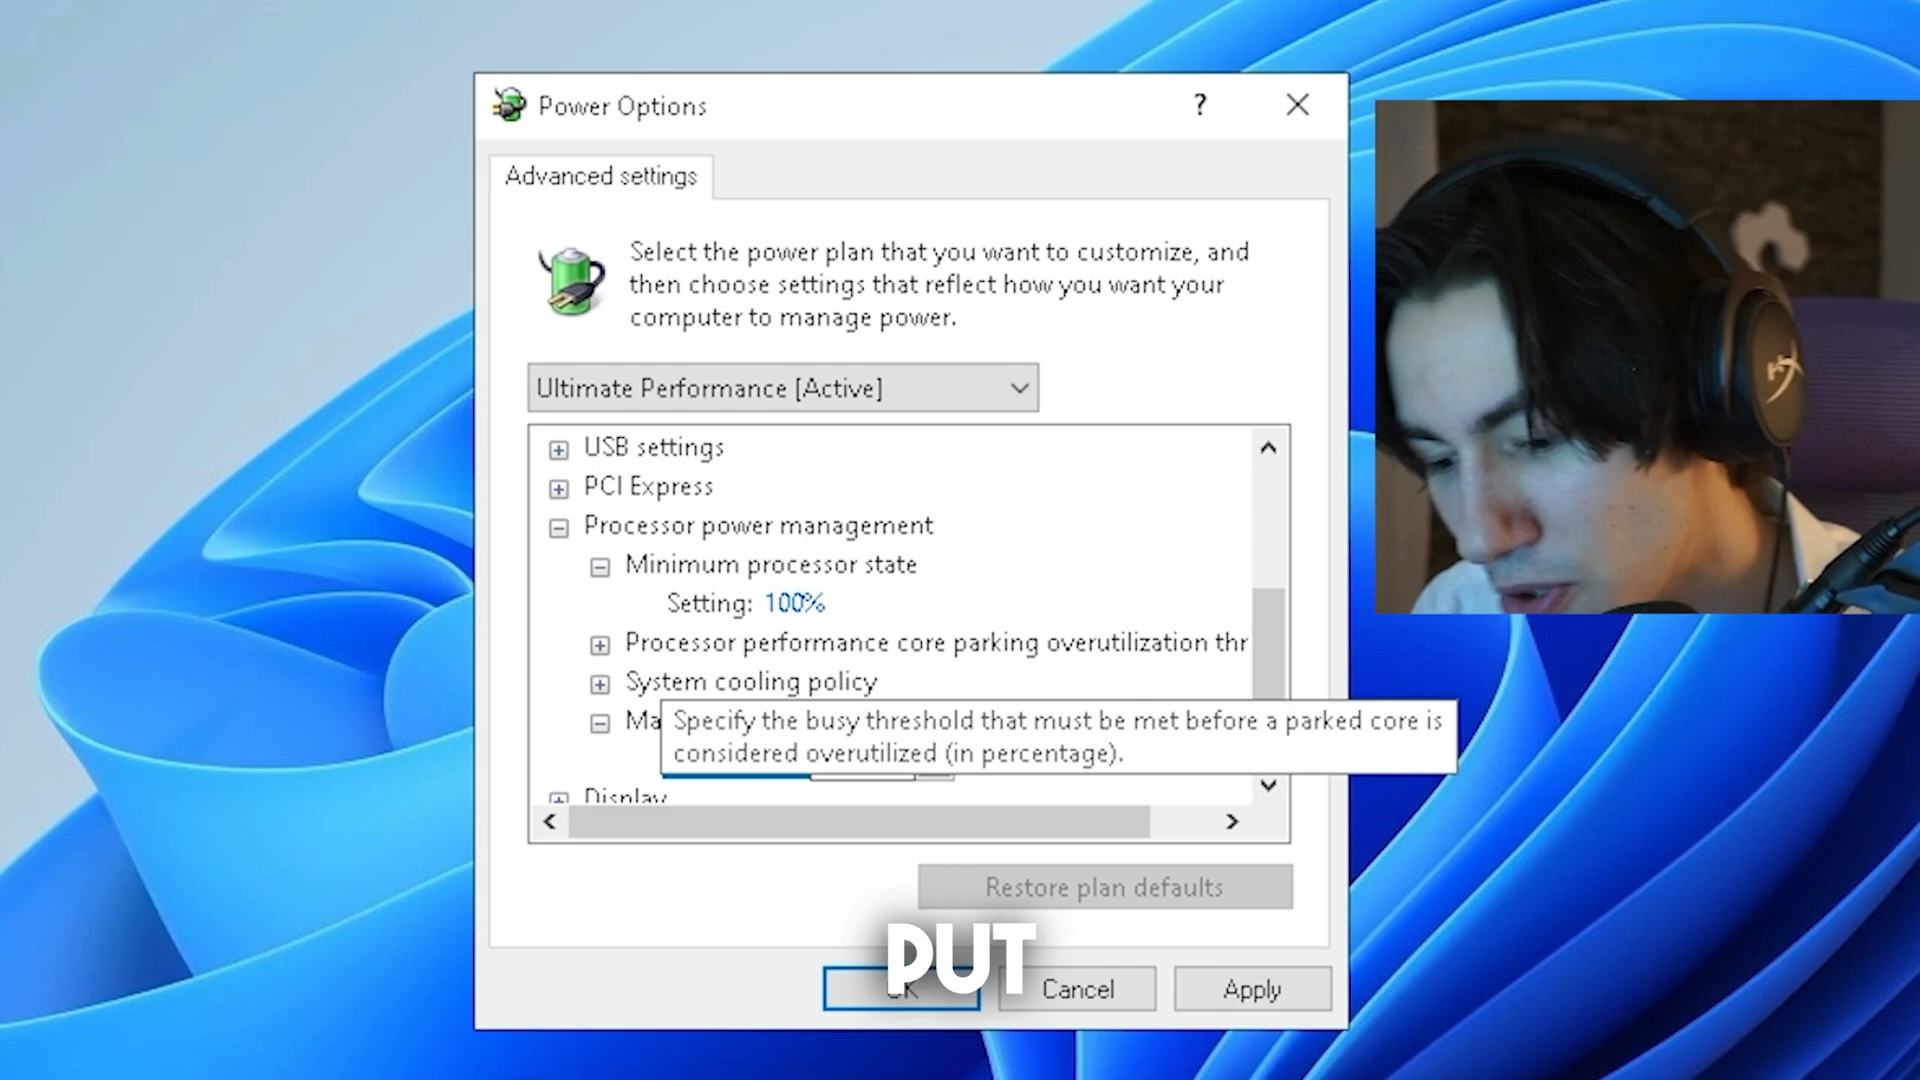 Power Options
?
Advanced settings
Select the power plan that you want to customize, and
then choose settings that reflect how you want your
computer to manage power.
Ultimate Performance [Active]
USB settings
PCI Express
Processor power management
Minimum processor state
Setting: 100%
Processor performance core parking overutilization thr
System cooling policy
Ma
Specify the busy threshold that must be met before a parked core is
considered overutilized (in percentage).
Display
Restore plan defaults
PUT
OK
Cancel
Apply